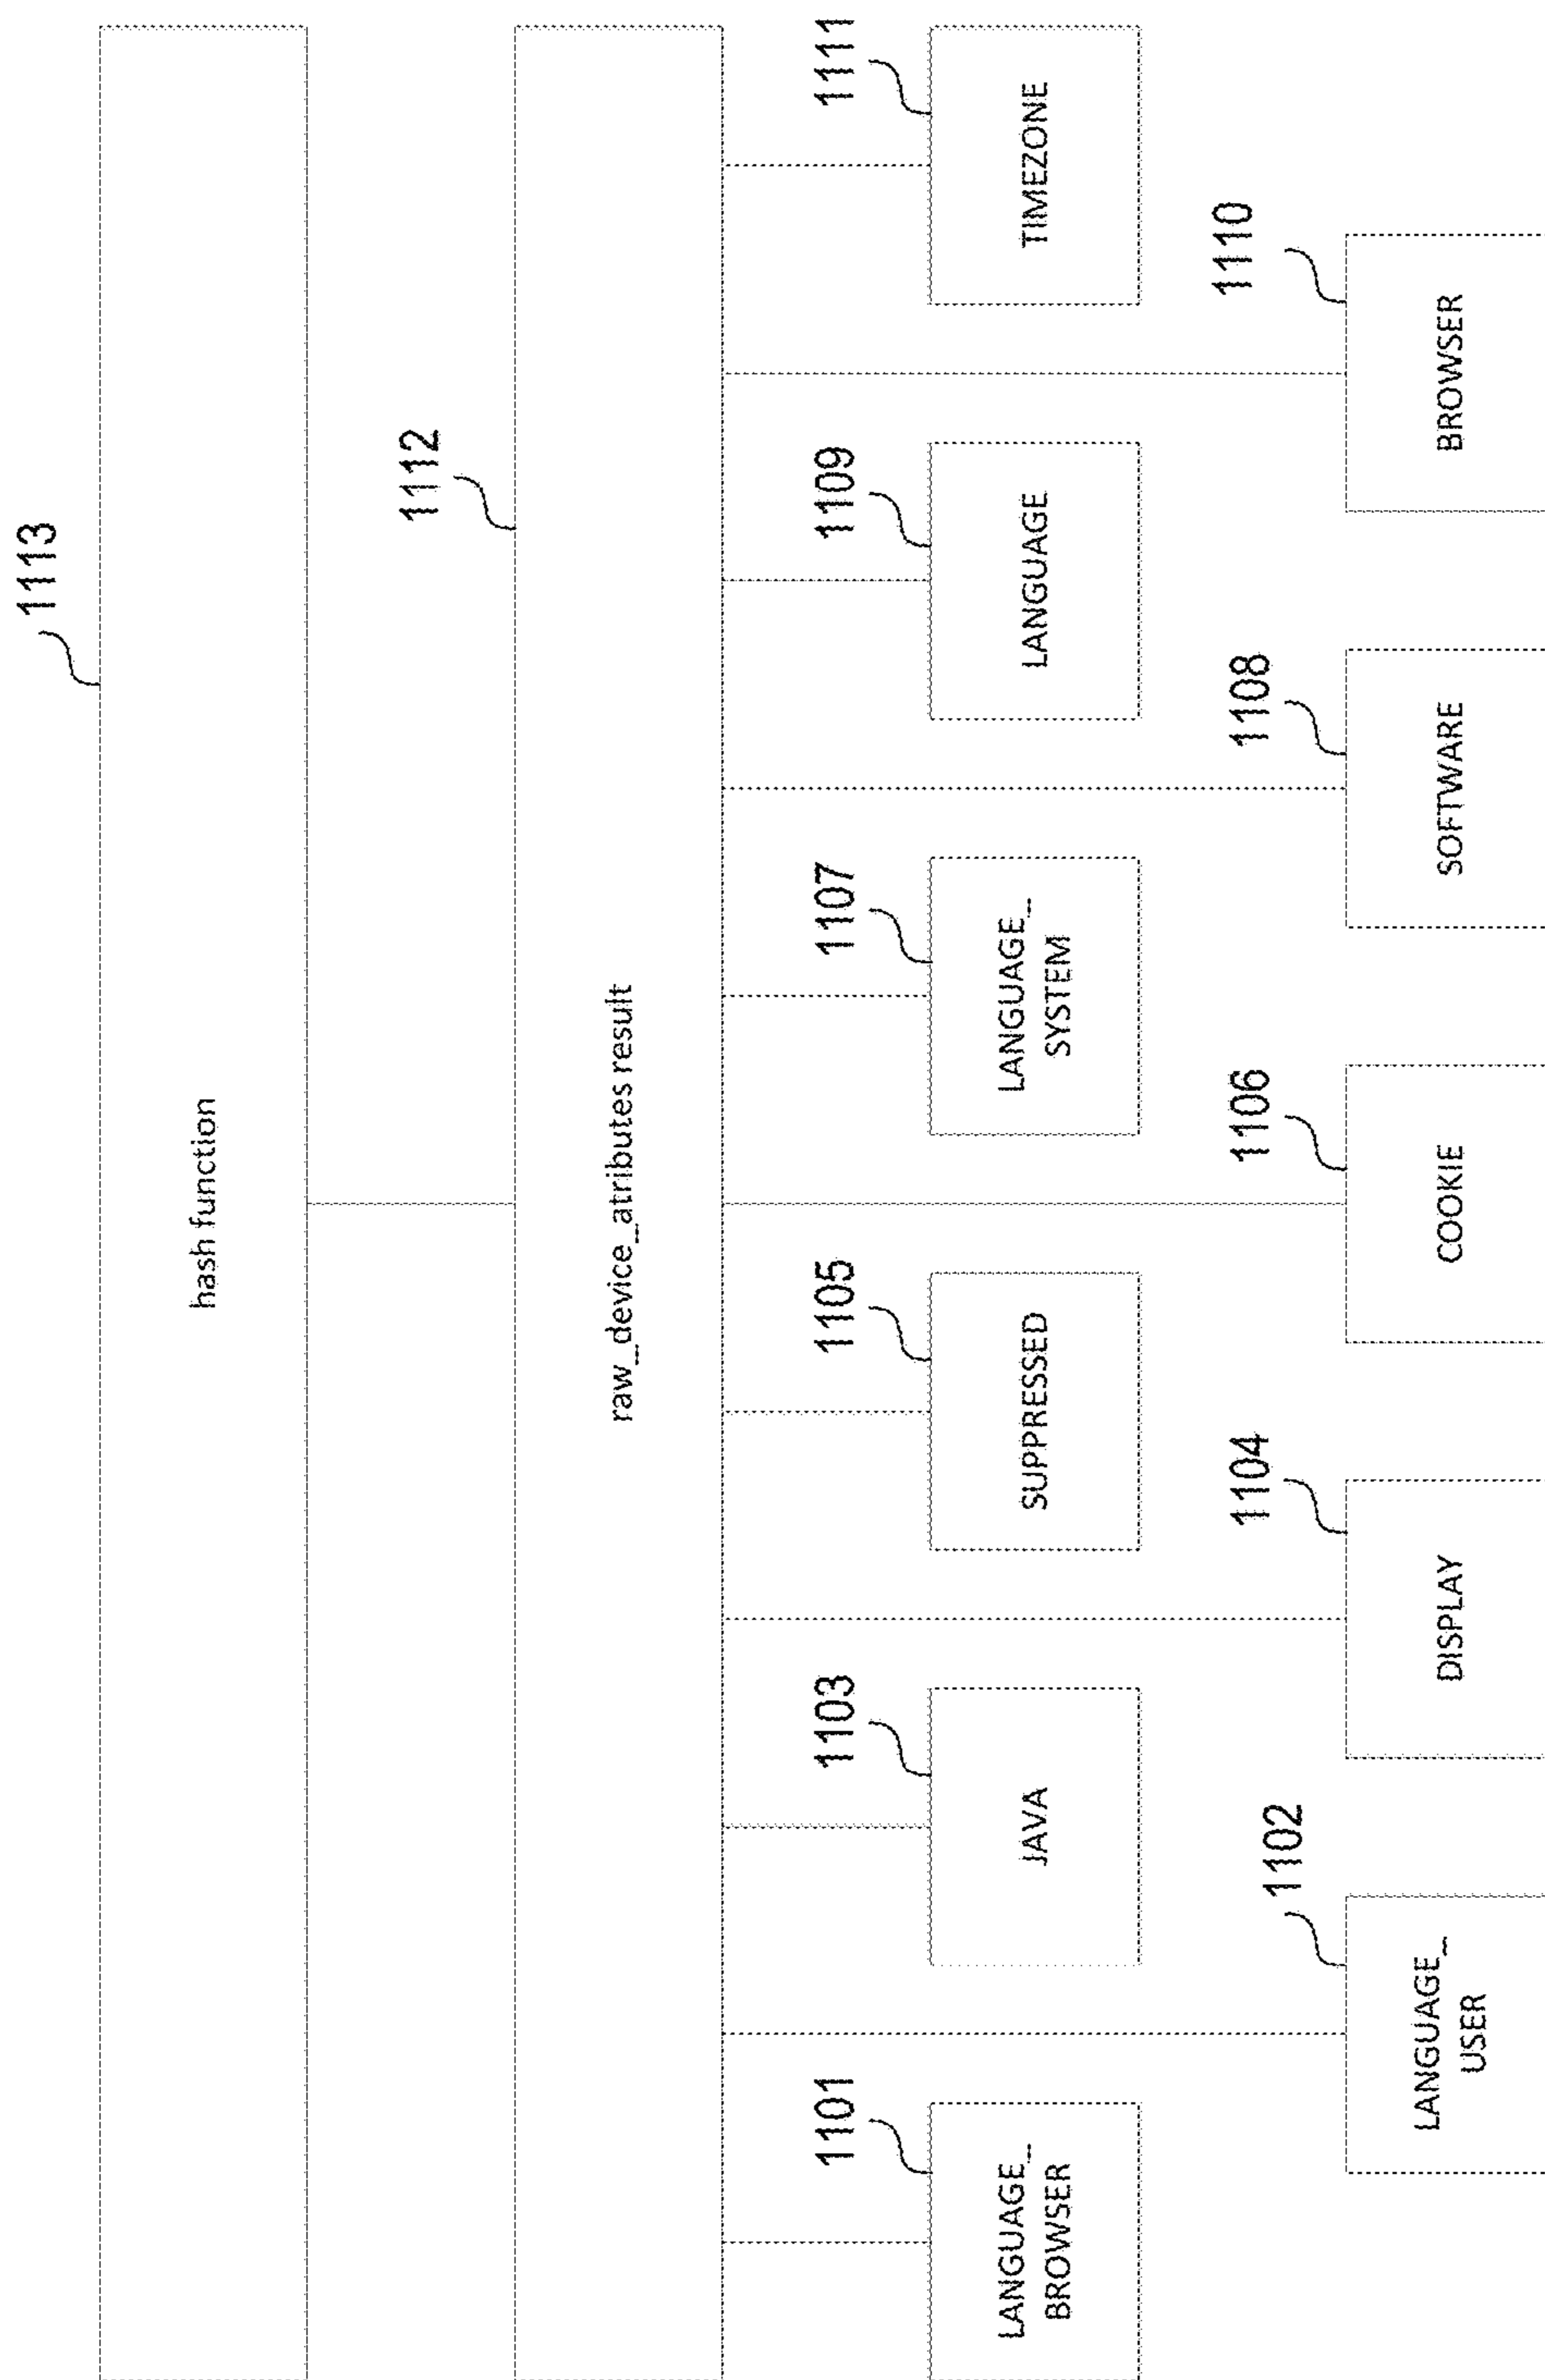 1113
hash function
1112
raw_device_atributes result
1101
LANGUAGE_
BROWSER
1103
JAVA
1105
SUPPRESSED
1107
LANGUAGE_
SYSTEM
1109
LANGUAGE
1111
TIMEZONE
1102
LANGUAGE_
USER
1104
DISPLAY
1106
COOKIE
1108
SOFTWARE
1110
BROWSER